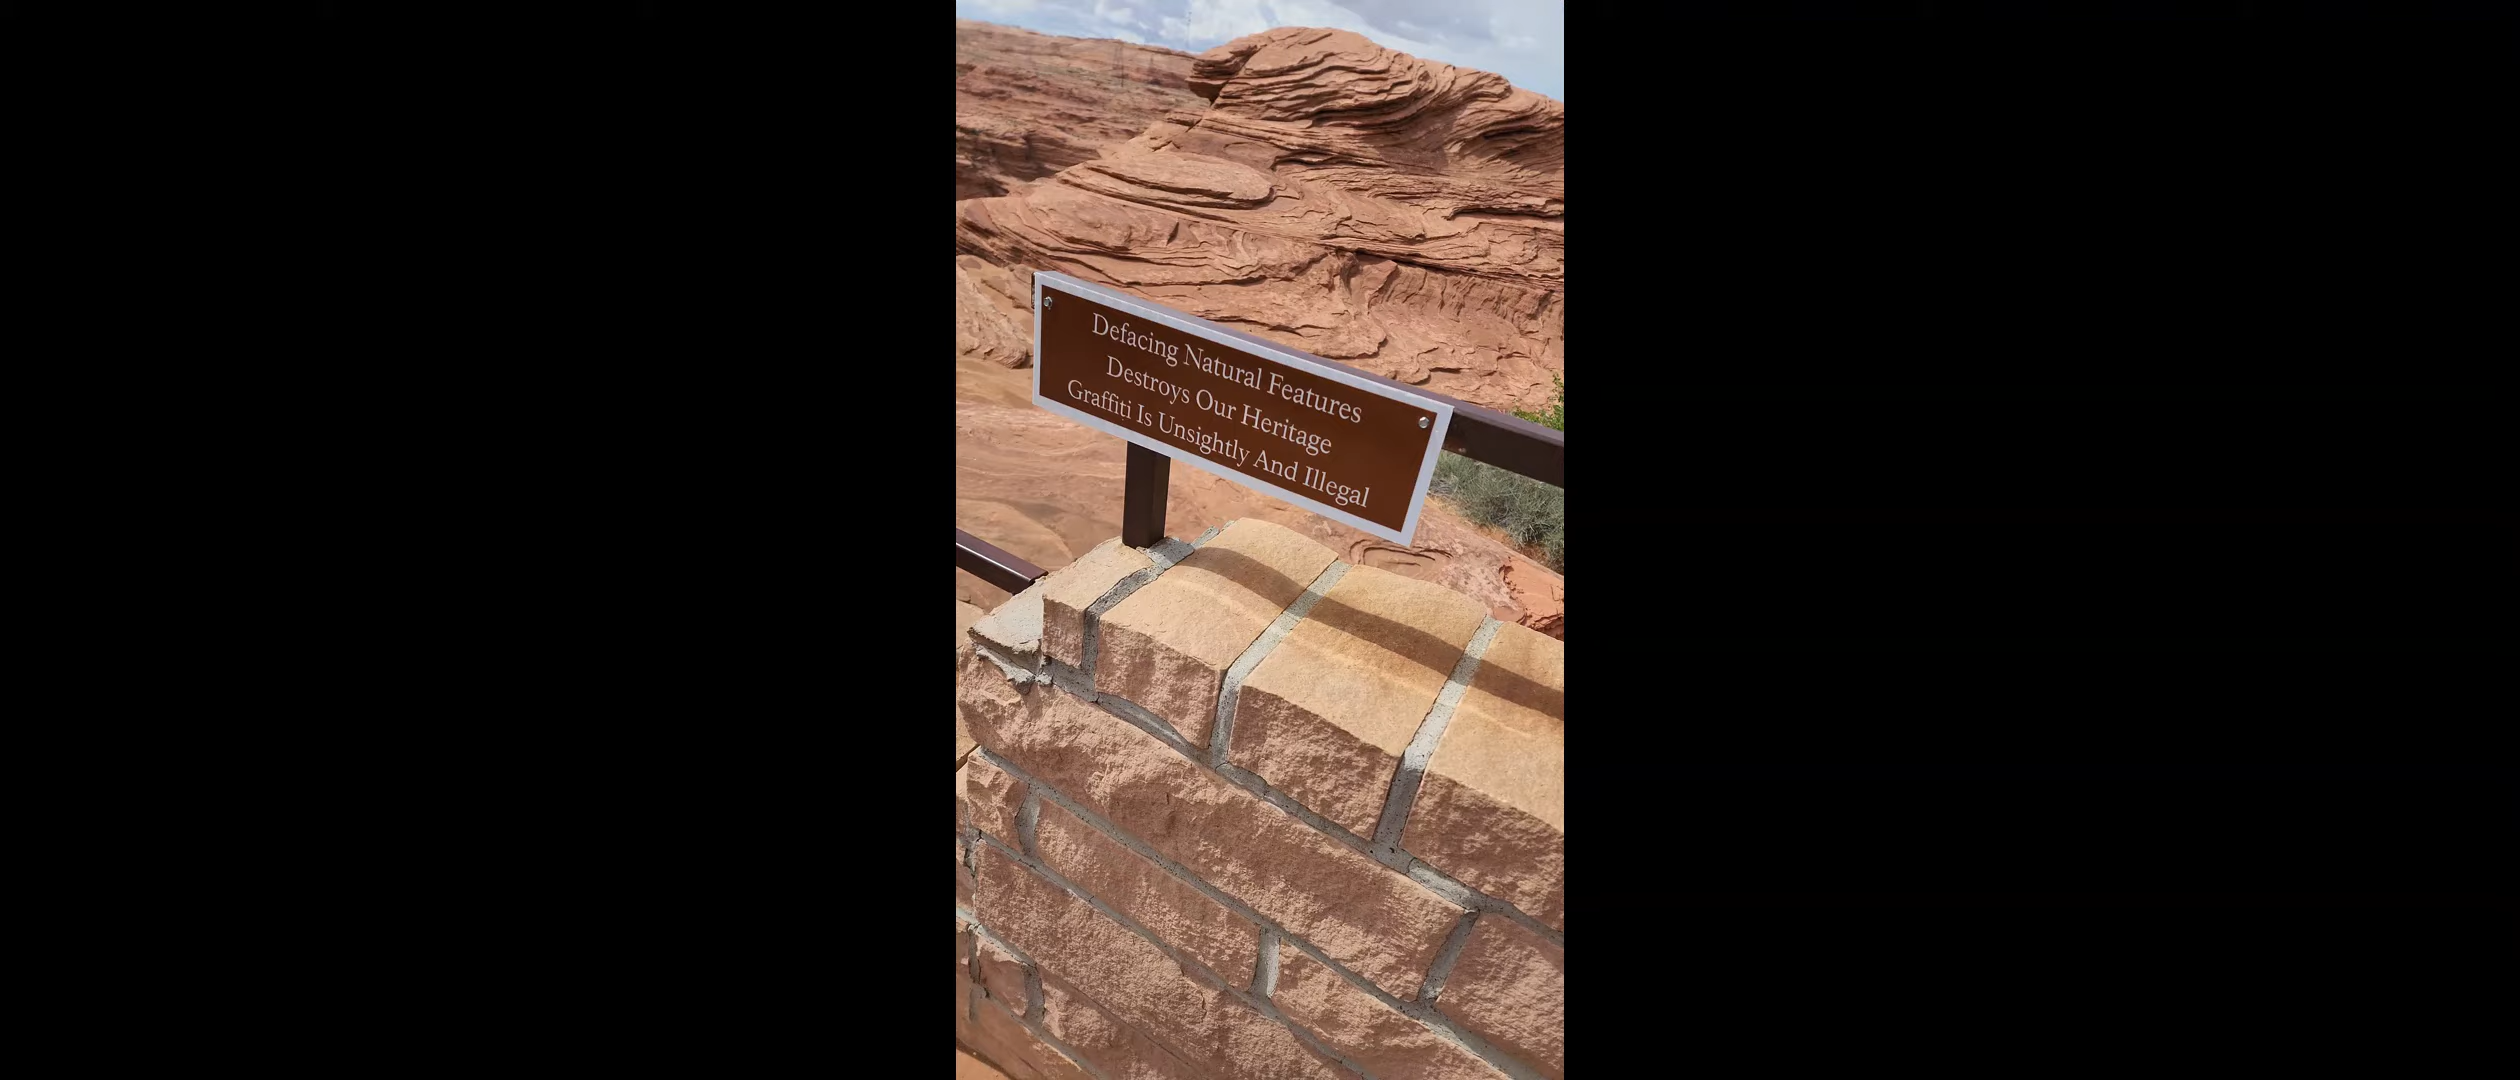 Defacing Natural Features
Destroys Our Heritage
Graffiti Is Unsightly And Illegal